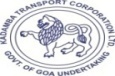 KADAMBA TRANSPORT CORPORATION LTD.
GOVT. OF GOA UNDERTAKING